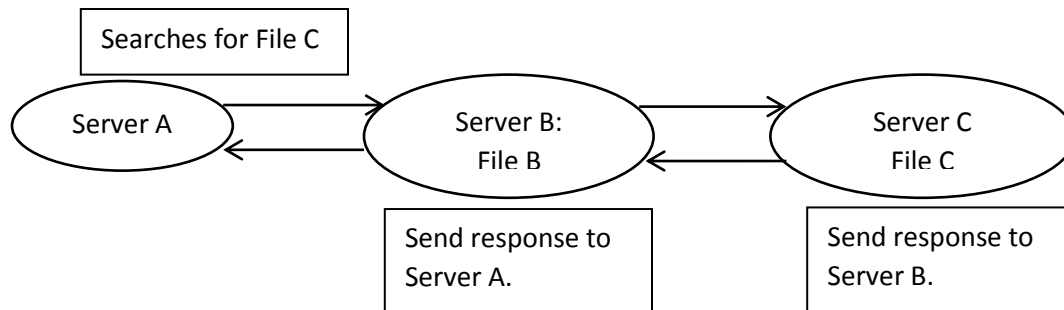 Searches for File C
Server A
Server B:
File B
Server C
File C
Send response to
Server A.
Send response to
Server B.